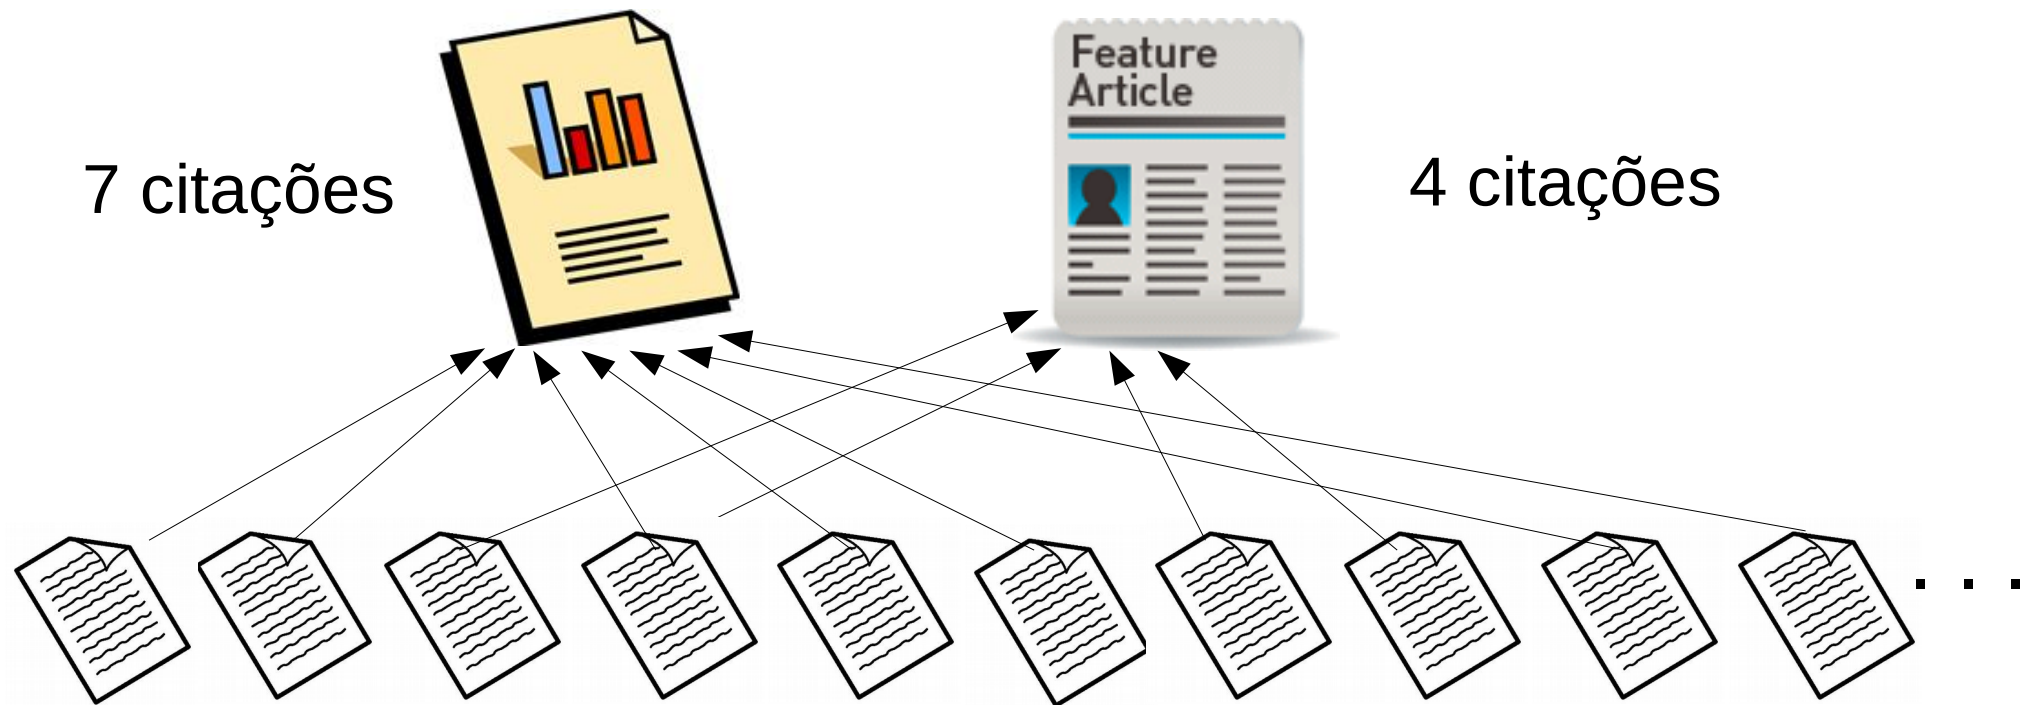 7 citações
Feature
Article
4 citações
. . .